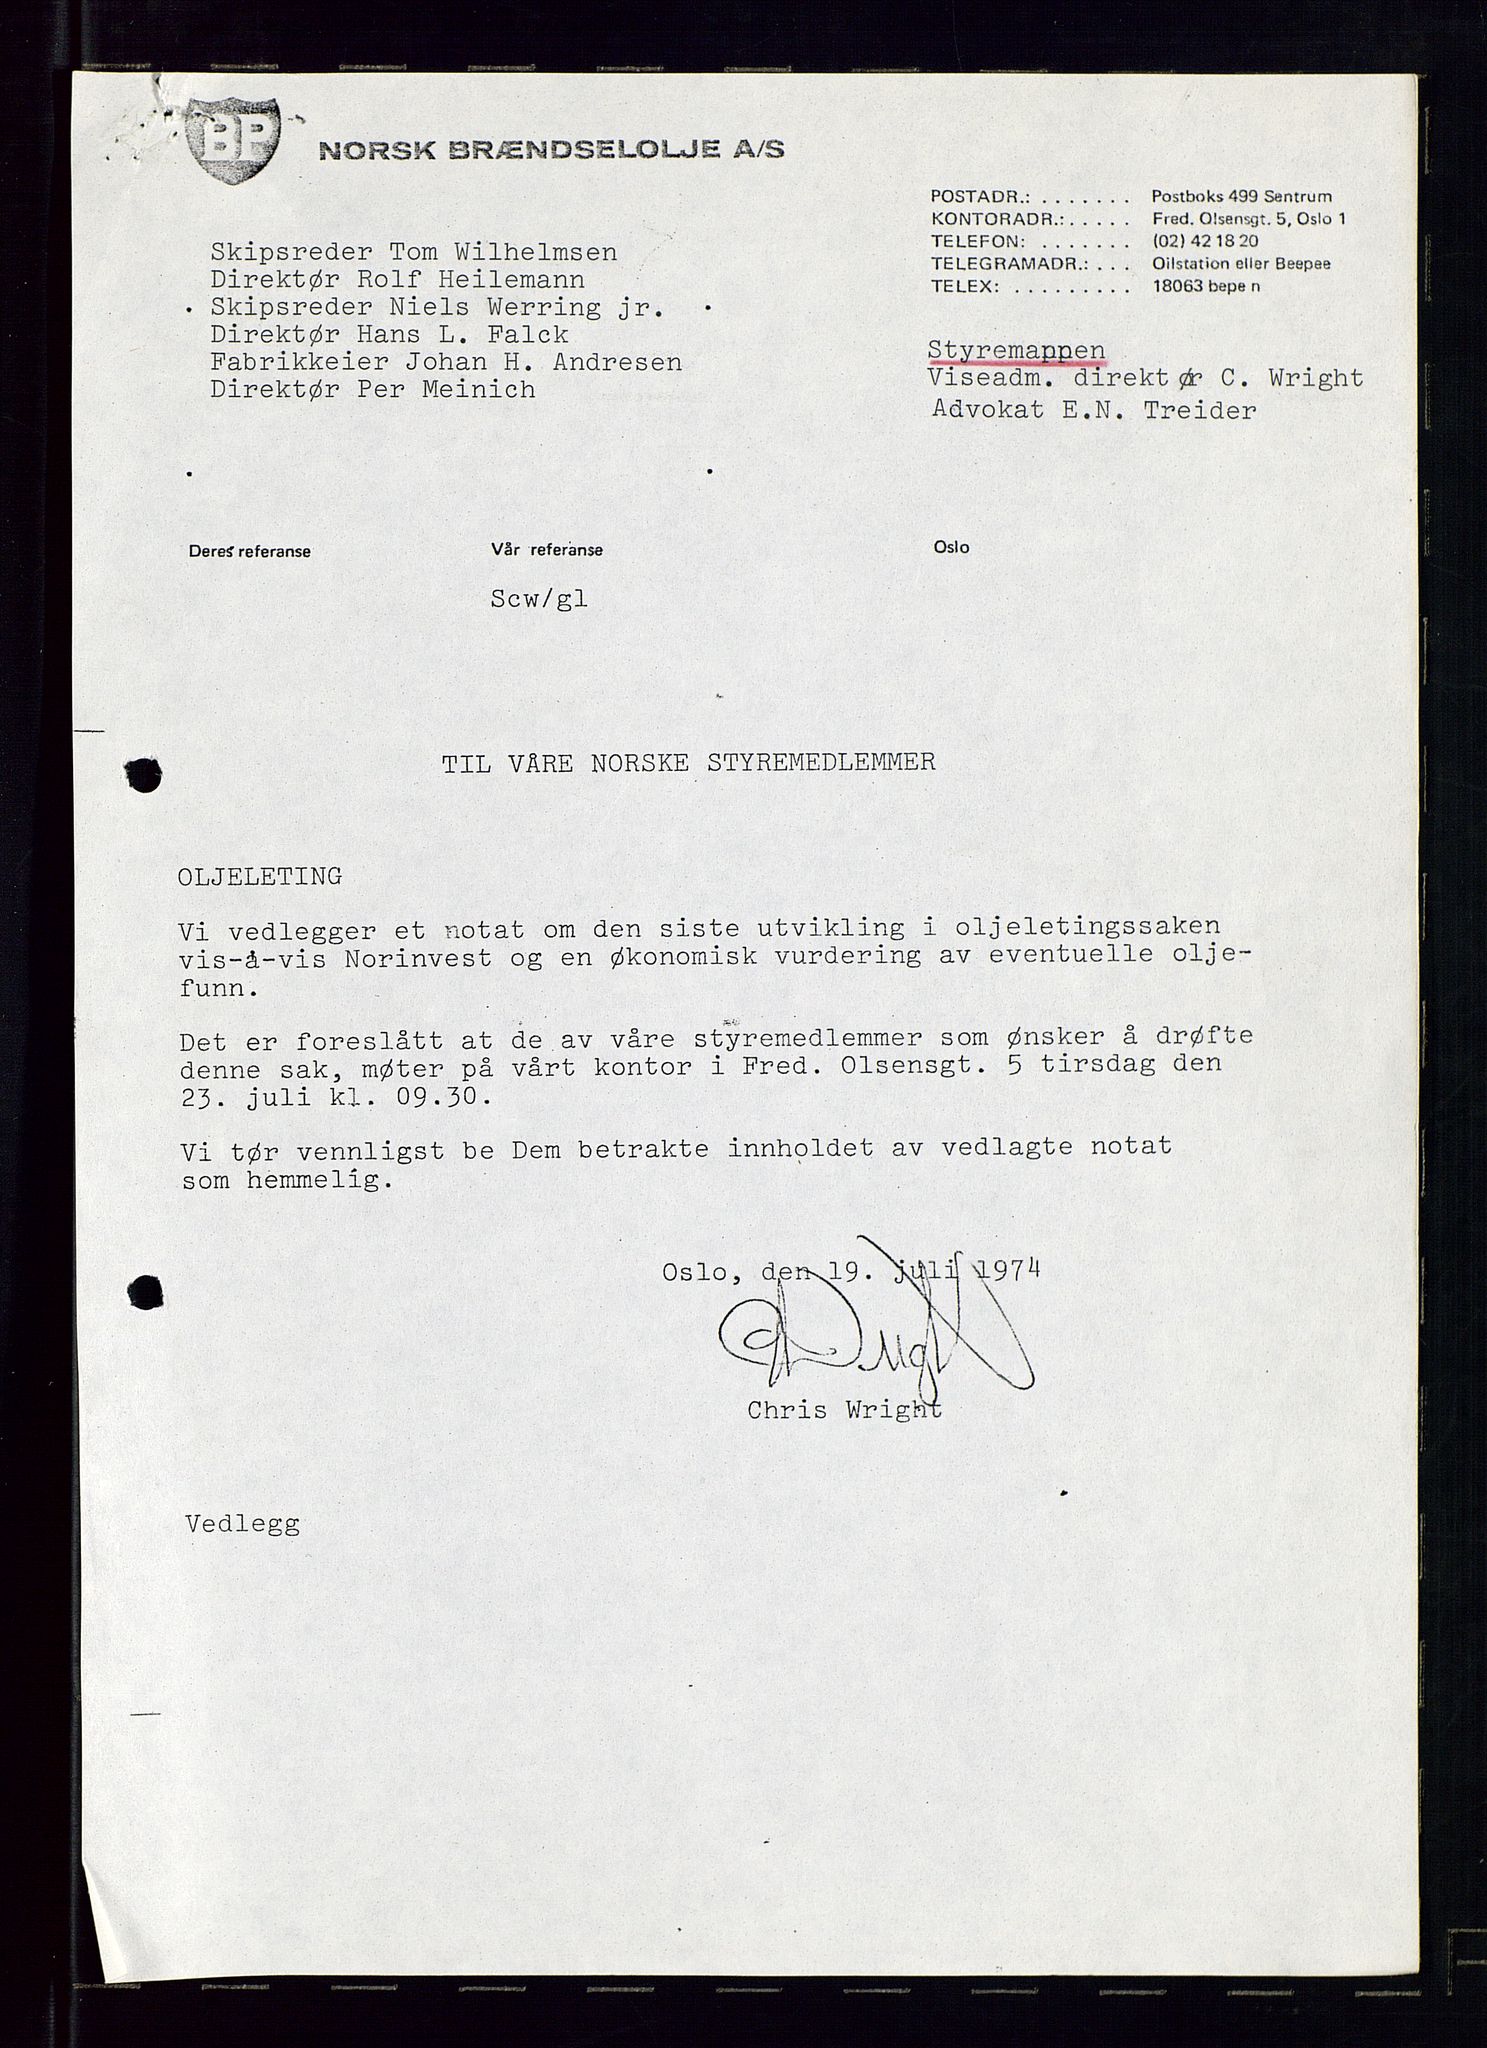 BP
NORSK BRÆNDSELOLJE A/S
POSTADR.: ....... Postboks 499 Sentrum
KONTORADR.: ..... Fred. Olsensgt. 5, Oslo 1
TELEFON: ....... (02) 42 18 20
TELEGRAMADR.: ... Oilstation eller Beepee
TELEX: ......... 18063 bepe n
Skipsreder Tom Wilhelmsen
Direktør Rolf Heilemann
Skipsreder Niels Werring jr.
Direktør Hans L. Falck
Fabrikkeier Johan H. Andresen
Direktør Per Meinich
Styremappen
Viseadm. direktør C. Wright
Advokat E.N. Treider
Deres referanse Vår referanse Oslo
Scw/gl
TIL VÅRE NORSKE STYREMEDLEMMER
OLJELETING
Vi vedlegger et notat om den siste utvikling i oljeletingssaken
vis-å-vis Norinvest og en økonomisk vurdering av eventuelle olje-
funn.
Det er foreslått at de av våre styremedlemmer som ønsker å drøfte
denne sak, møter på vårt kontor i Fred. Olsensgt. 5 tirsdag den
23. juli kl. 09.30.
Vi tør vennligst be Dem betrakte innholdet av vedlagte notat
som hemmelig.
Oslo, den 19. juli 1974
Chris Wright
Vedlegg